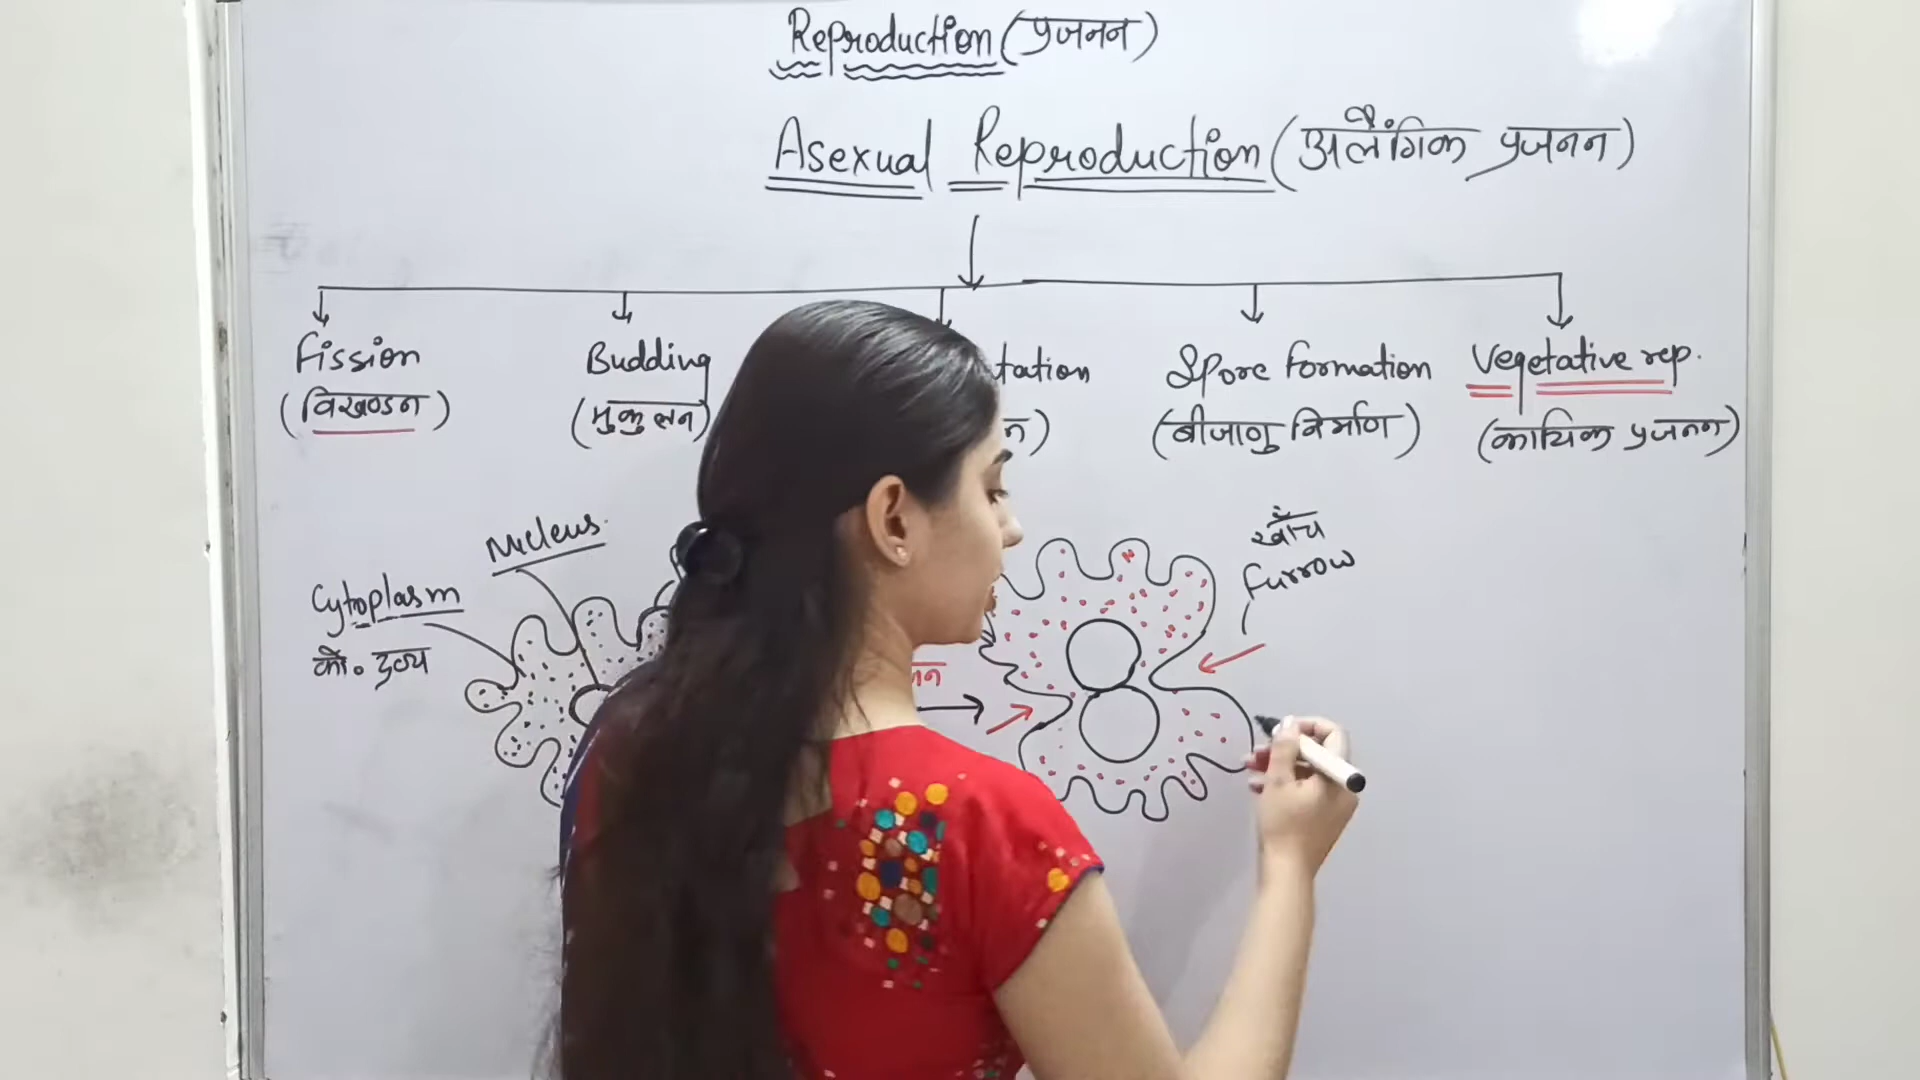 Reproduction (प्रजनन)
Asexual Reproduction (अलैंगिक प्रजनन)
Fission
(विखण्डन)
Budding
(मुकुलन)
tation
न)
Spore formation
(बीजाणु निर्माण)
Vegetative rep.
(कायिक प्रजनन)
Nucleus
Cytoplasm
को॰ द्रव्य
खाँच
furrow